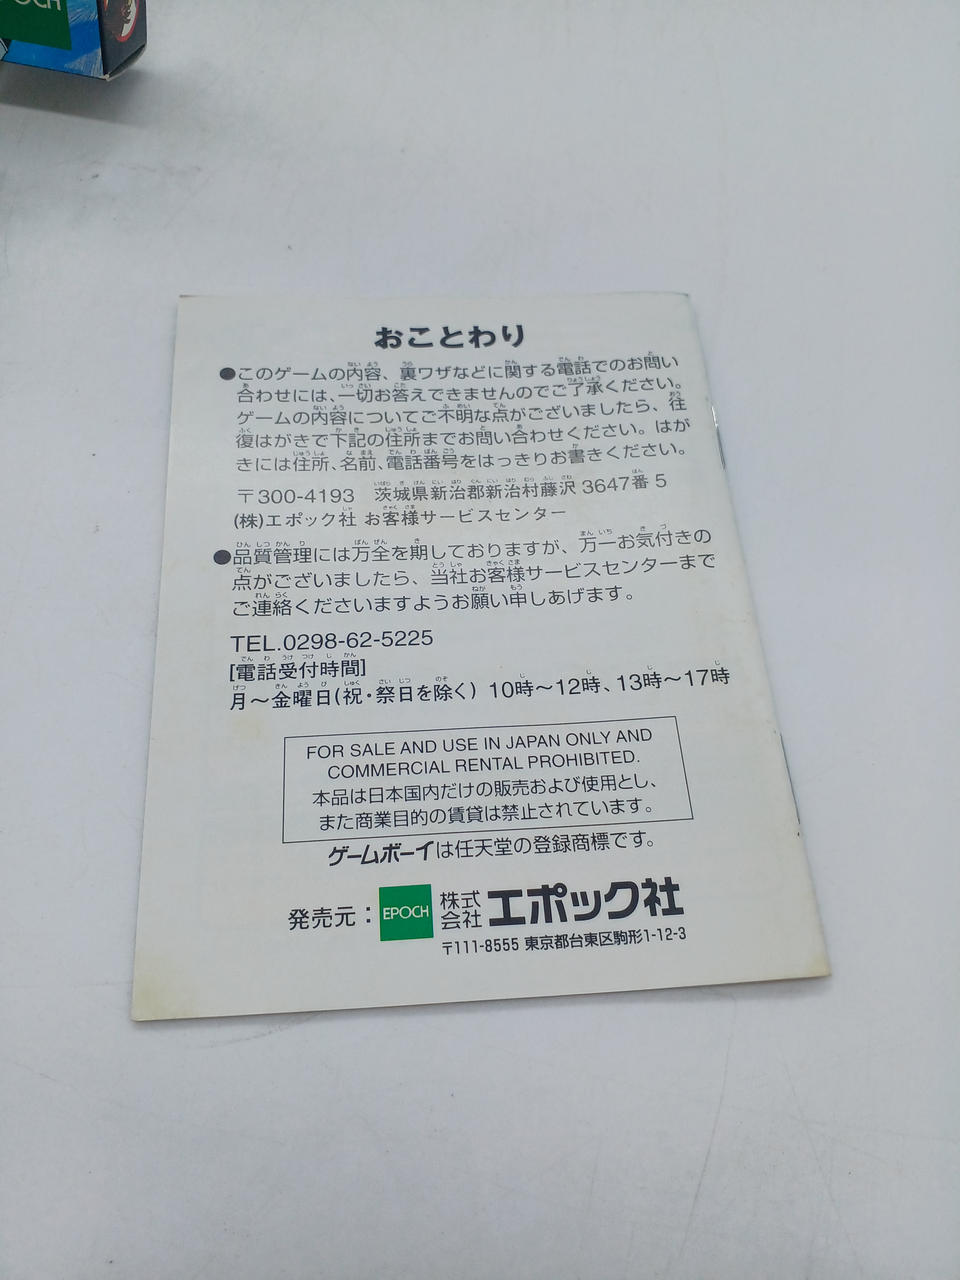 EPOCH
おことわり
●このゲームの内容、裏ワザなどに関する電話でのお問い
合わせには、一切お答えできませんのでご了承ください。
ゲームの内容についてご不明な点がございましたら、往
復はがきで下記の住所までお問い合わせください。はが
きには住所、名前、電話番号をはっきりお書きください。
〒300-4193 茨城県新治郡新治村藤沢 3647番 5
(株)エポック社 お客様サービスセンター
●品質管理には万全を期しておりますが、万一お気付きの
点がございましたら、当社お客様サービスセンターまで
ご連絡くださいますようお願い申しあげます。
TEL.0298-62-5225
[電話受付時間]
月～金曜日(祝・祭日を除く) 10時～12時、13時～17時
FOR SALE AND USE IN JAPAN ONLY AND
COMMERCIAL RENTAL PROHIBITED.
本品は日本国内だけの販売および使用とし、
また商業目的の賃貸は禁止されています。
ゲームボーイは任天堂の登録商標です。
発売元：EPOCH 株式会社エポック社
〒111-8555 東京都台東区駒形1-12-3